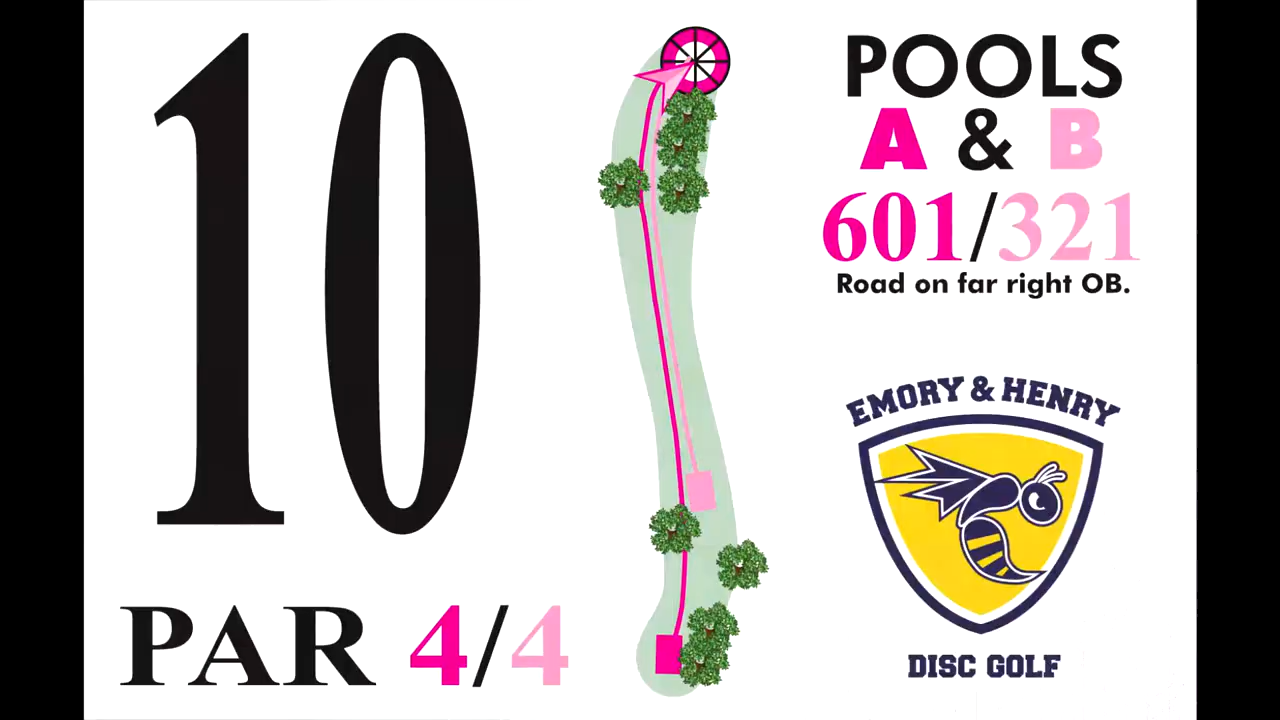 10
PAR 4/4
POOLS
A & B
601/321
Road on far right OB.
EMORY & HENRY
DISC GOLF